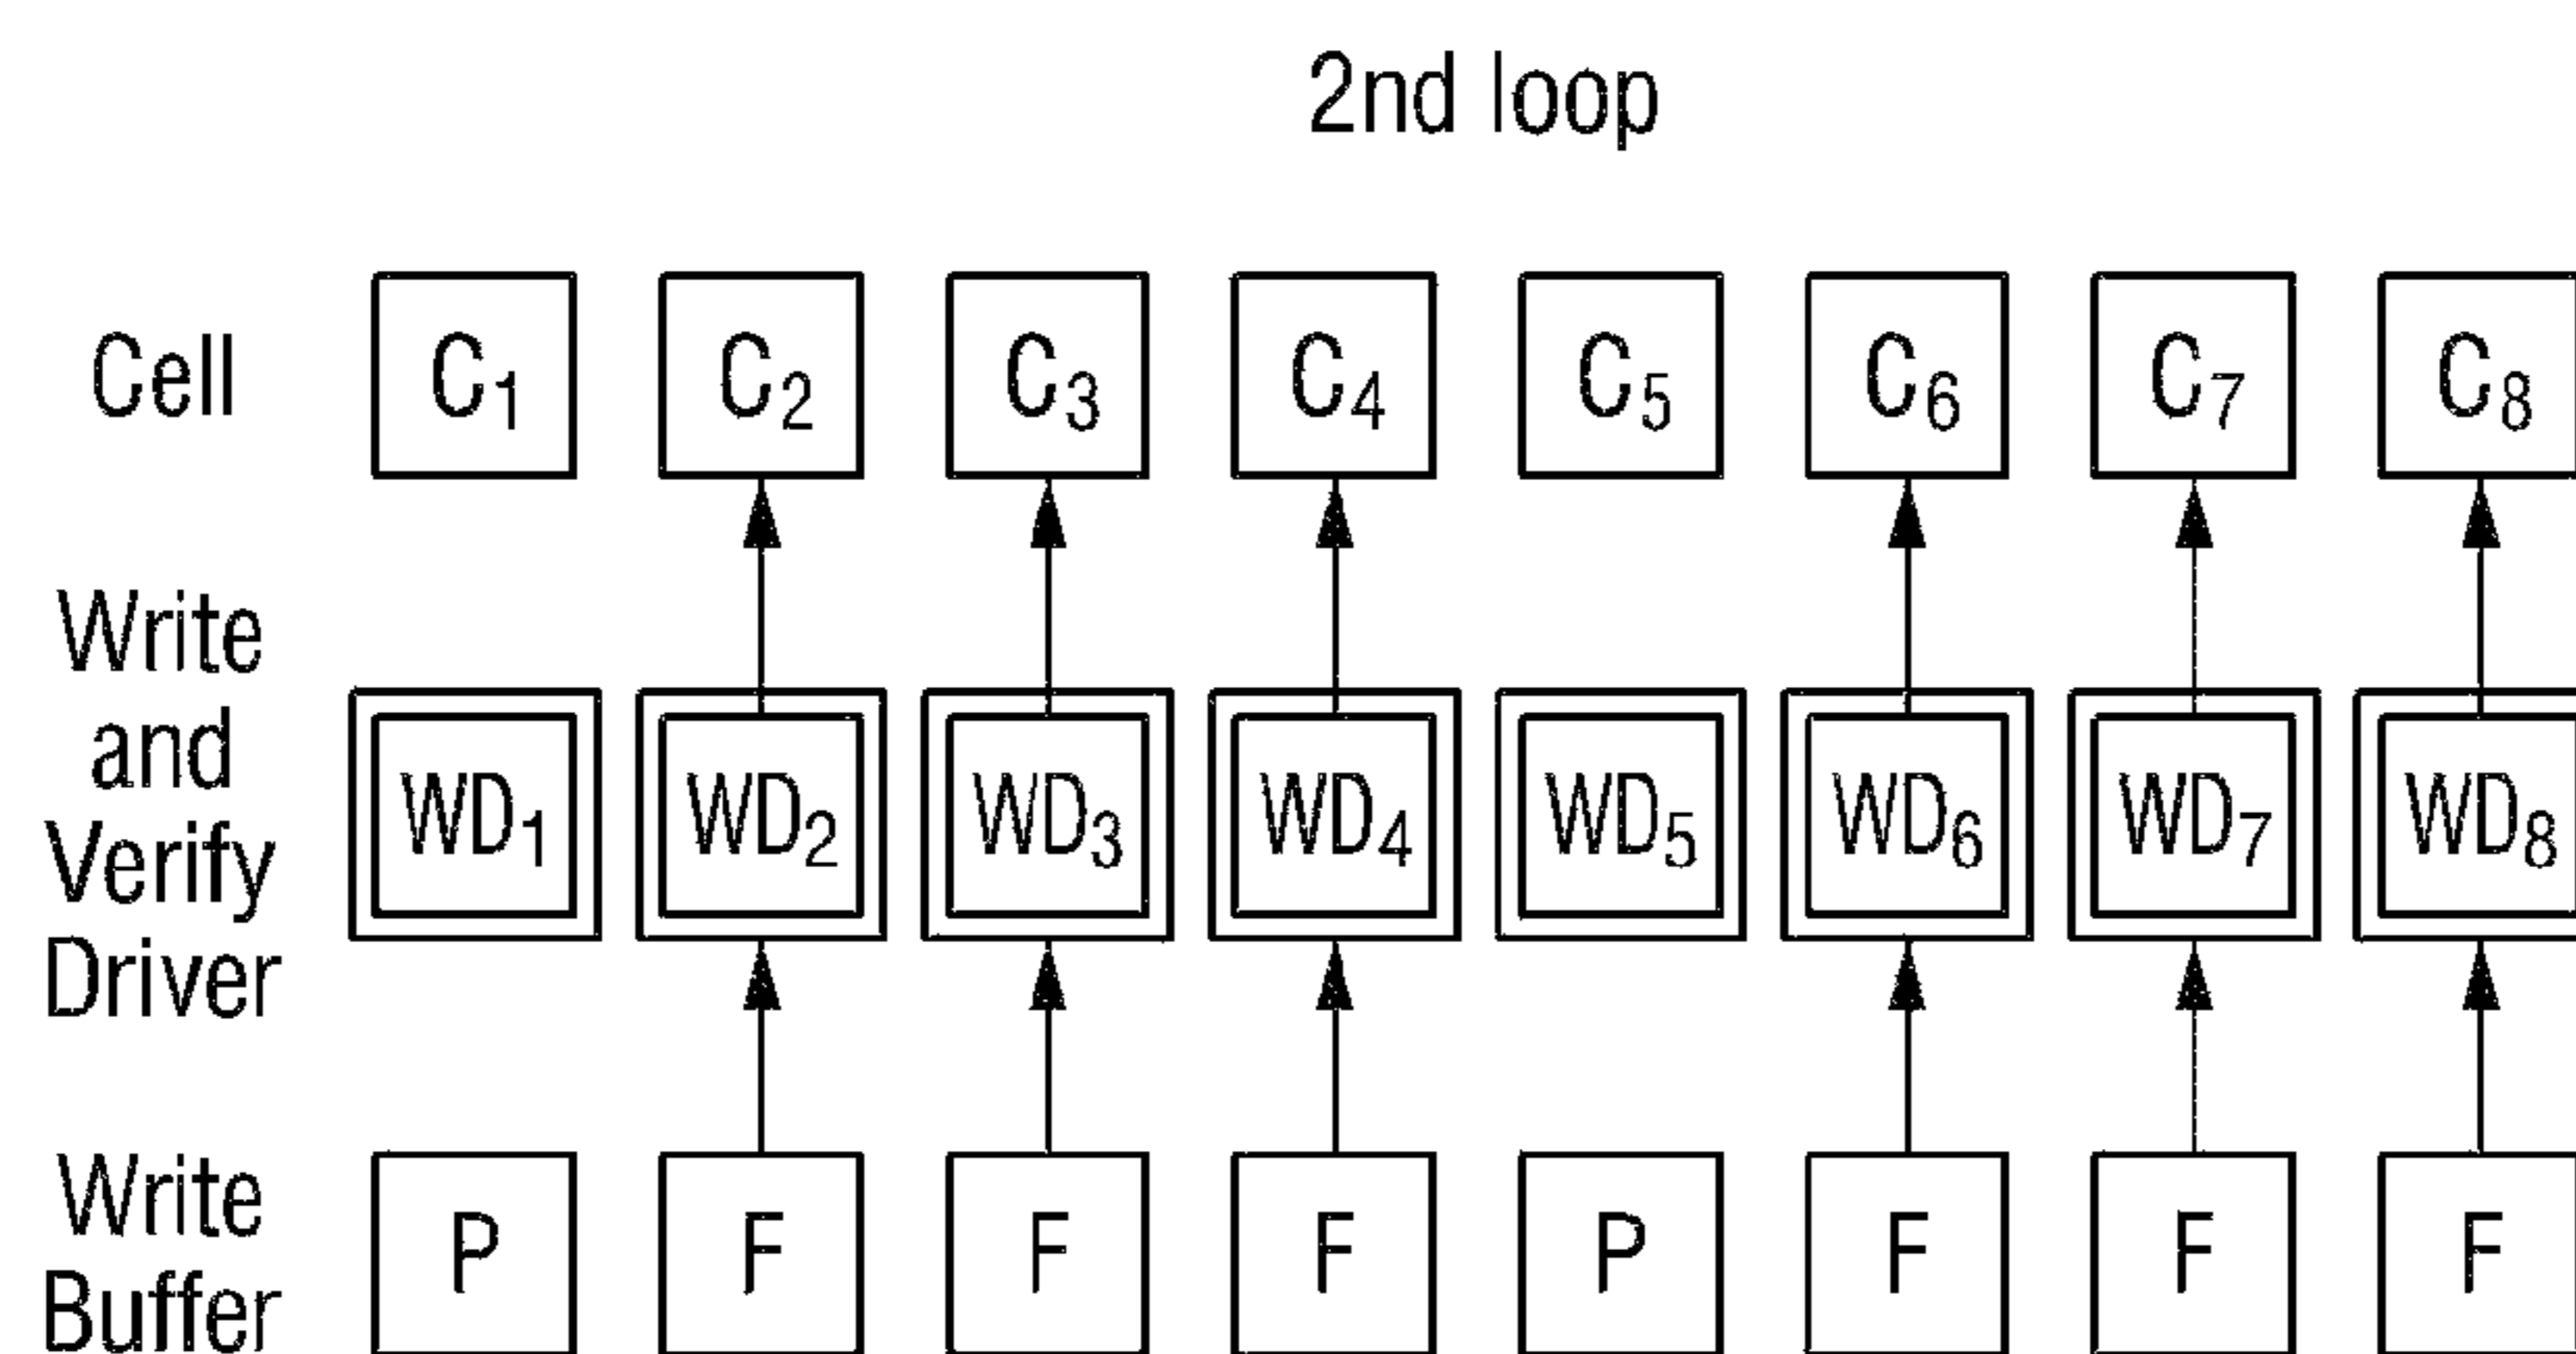 2nd loop
Cell C1 C2 C3 C4 C5 C6 C7 C8
Write
and
Verify
Driver
WD1 WD2 WD3 WD4 WD5 WD6 WD7 WD8
Write
Buffer
P F F F P F F F